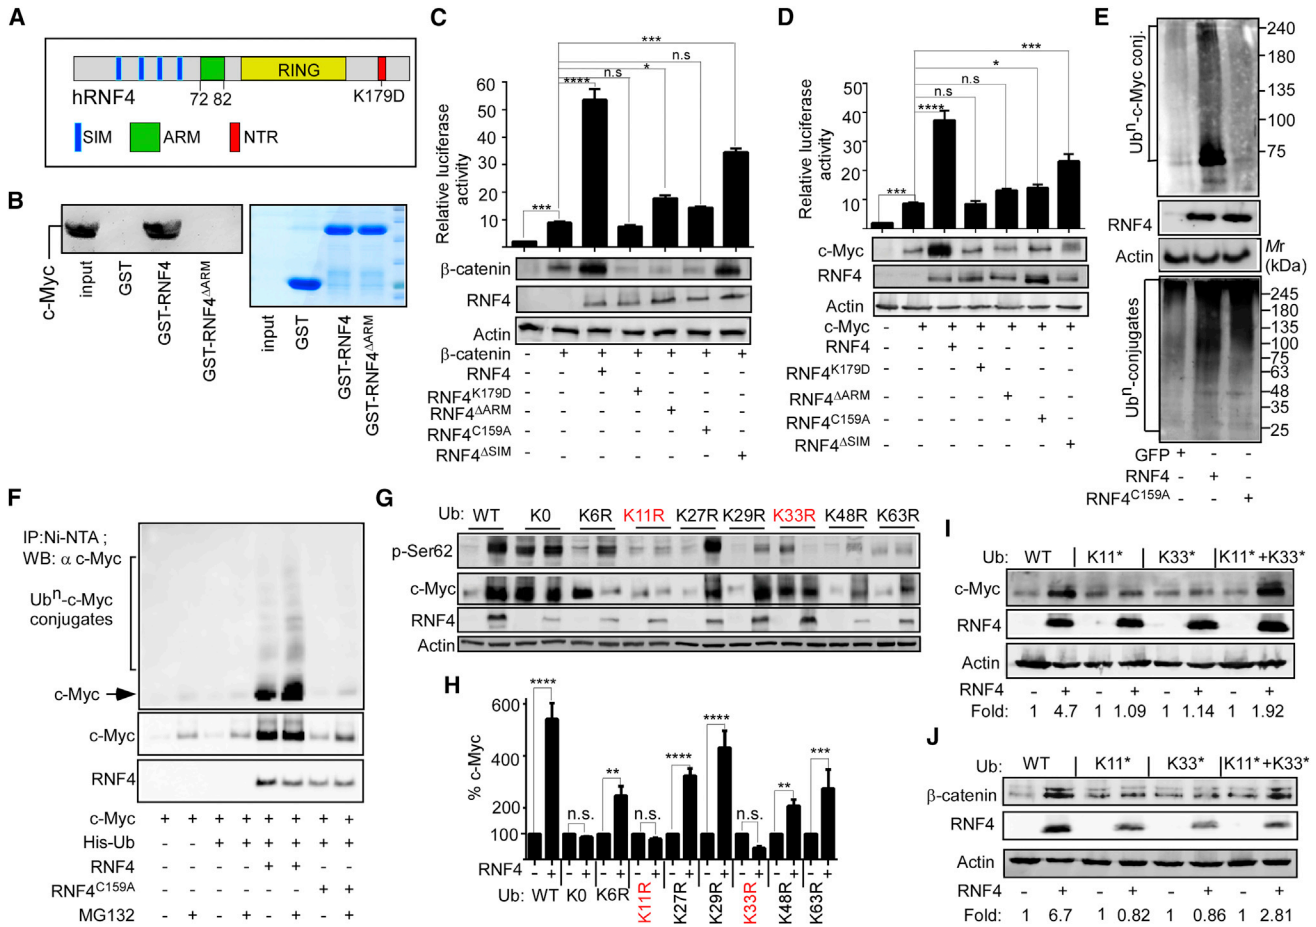 A
RING
hRNF4
72 82
K179D
SIM
ARM
NTR
B
c-Myc
input
GST
GST-RNF4
GST-RNF4ΔARM
input
GST
GST-RNF4
GST-RNF4ΔARM
C
***
n.s
*
n.s
****
***
Relative luciferase activity
60
50
40
30
20
10
β-catenin
RNF4
Actin
β-catenin - + + + + + +
RNF4 - - + - - - -
RNF4K179D - - - + - - -
RNF4ΔARM - - - - + - -
RNF4C159A - - - - - + -
RNF4ΔSIM - - - - - - +
D
***
*
n.s
n.s
****
***
Relative luciferase activity
50
40
30
20
10
c-Myc
RNF4
Actin
c-Myc - + + + + + +
RNF4 - - + - - - -
RNF4K179D - - - + - - -
RNF4ΔARM - - - - + - -
RNF4C159A - - - - - + -
RNF4ΔSIM - - - - - - +
E
Ubn-c-Myc conj.
240
180
135
100
75
RNF4
Actin
Mr
(kDa)
Ubn-conjugates
245
180
135
100
75
63
48
35
25
GFP + - -
RNF4 - + -
RNF4C159A - - +
F
IP:Ni-NTA ;
WB: α c-Myc
Ubn-c-Myc
conjugates
c-Myc
c-Myc
RNF4
c-Myc + + + + + + + +
His-Ub - - + + + + + +
RNF4 - - - - + + - -
RNF4C159A - - - - - - + +
MG132 - + - + - + - +
G
Ub: WT K0 K6R K11R K27R K29R K33R K48R K63R
p-Ser62
c-Myc
RNF4
Actin
H
% c-Myc
600
400
200
100
****
n.s.
**
n.s.
****
****
n.s.
**
***
RNF4 - + - + - + - + - + - + - + - + - +
Ub: WT K0 K6R K11R K27R K29R K33R K48R K63R
I
Ub: WT K11* K33* K11*+K33*
c-Myc
RNF4
Actin
RNF4 - + - + - + - +
Fold: 1 4.7 1 1.09 1 1.14 1 1.92
J
Ub: WT K11* K33* K11*+K33*
β-catenin
RNF4
Actin
RNF4 - + - + - + - +
Fold: 1 6.7 1 0.82 1 0.86 1 2.81